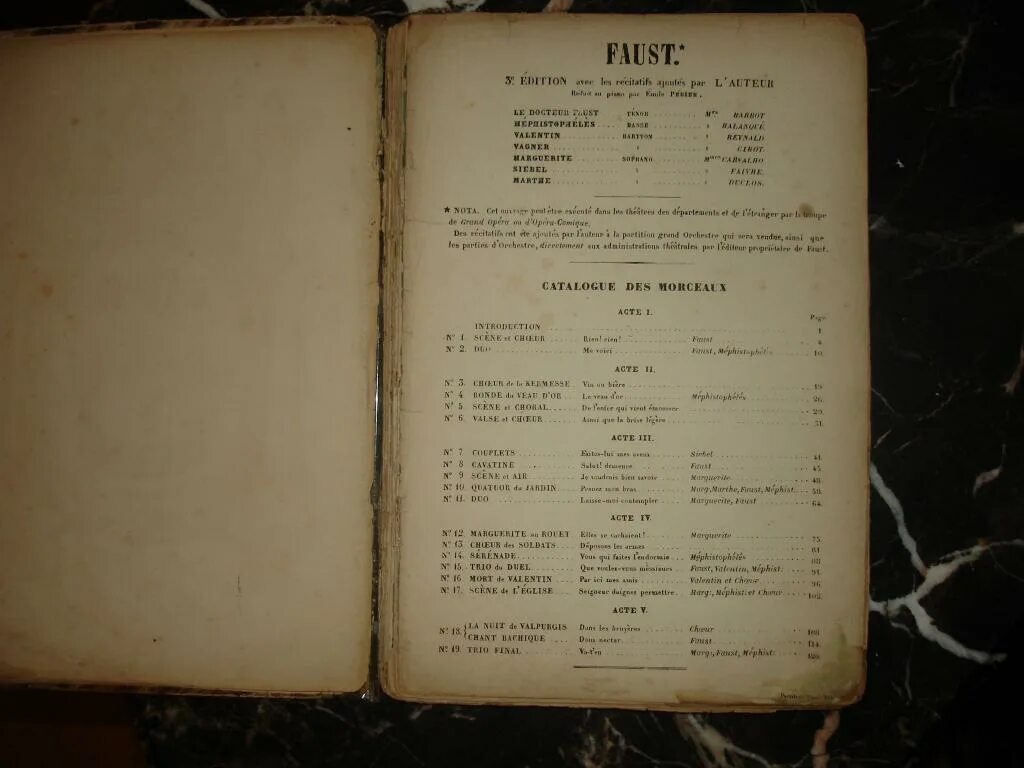 FAUST.*
3e. ÉDITION avec les récitatifs ajoutés par L'AUTEUR
Réduit au piano par Emile PÉRIER.
LE DOCTEUR FAUST TÉNOR Mrs BARBOT
MÉPHISTOPHÉLÈS BASSE " BALANQUÉ.
VALENTIN BARYTON " REYNALD
VAGNER " " CIBOT.
MARGUERITE SOPRANO Mmes CARVALHO
SIÉBEL " " FAIVRE.
MARTHE " " DUCLOS.
* NOTA. Cet ouvrage peut être exécuté dans les théâtres des départements et de l'étranger par la troupe
de Grand Opéra ou d'Opéra-Comique.
Des récitatifs ont été ajoutés par l'auteur à la partition grand Orchestre qui sera vendue, ainsi que
les parties d'Orchestre, directement aux administrations théâtrales par l'éditeur propriétaire de Faust.
CATALOGUE DES MORCEAUX
ACTE I.
Page
INTRODUCTION 1.
No. 1. SCÈNE et CHŒUR Rien! rien! Faust 4.
No. 2. DUO Me voici Faust, Méphistophélès 10.
ACTE II.
No. 3. CHŒUR de la KERMESSE Vin ou bière 18
No. 4 RONDE du VEAU D'OR Le veau d'or Méphistophélès 26.
No. 5 SCÈNE et CHORAL De l'enfer qui vient émousser 29.
No. 6. VALSE et CHŒUR Ainsi que la brise légère 31.
ACTE III.
No. 7 COUPLETS Faites-lui mes aveux Siebel 41.
No. 8 CAVATINE Salut! demeure Faust 45.
No. 9 SCÈNE et AIR Je voudrais bien savoir Marguerite 48.
No. 10. QUATUOR du JARDIN Prenez mon bras Marg, Marthe, Faust, Méphist: 58.
No. 11. DUO Laisse-moi contempler Marguerite, Faust 64.
ACTE IV.
No. 12. MARGUERITE au ROUET Elles se cachaient! Marguerite 75.
No. 13 CHŒUR des SOLDATS Déposons les armes 81.
No. 14. SÉRÉNADE Vous qui faites l'endormie Méphistophélès 88
No. 15. TRIO du DUEL Que voulez-vous messieurs Faust, Valentin, Méphist: 91.
No. 16. MORT de VALENTIN Par ici mes amis Valentin et Chœur 96.
No. 17. SCÈNE de L'ÉGLISE Seigneur daignez permettre Marg:, Méphist: et Chœur 102.
ACTE V.
No. 18. { LA NUIT de VALPURGIS Dans les bruyères Chœur 108
CHANT BACHIQUE Doux nectar Faust 114.
No. 19. TRIO FINAL Va-t'en Marg:, Faust, Méphist: